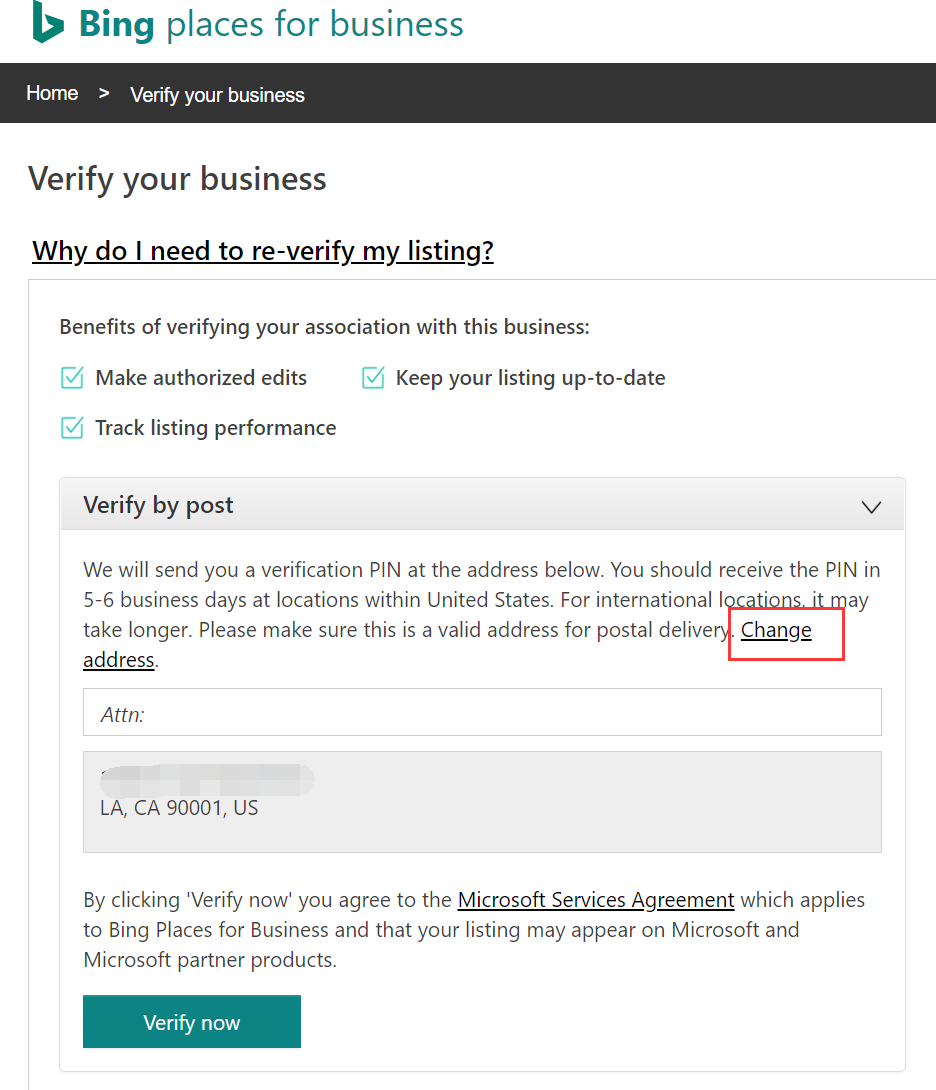 Bing places for business
Home > Verify your business
Verify your business
Why do I need to re-verify my listing?
Benefits of verifying your association with this business:
Make authorized edits Keep your listing up-to-date
Track listing performance
Verify by post
We will send you a verification PIN at the address below. You should receive the PIN in
5-6 business days at locations within United States. For international locations, it may
take longer. Please make sure this is a valid address for postal delivery. Change
address.
Attn:
LA, CA 90001, US
By clicking 'Verify now' you agree to the Microsoft Services Agreement which applies
to Bing Places for Business and that your listing may appear on Microsoft and
Microsoft partner products.
Verify now